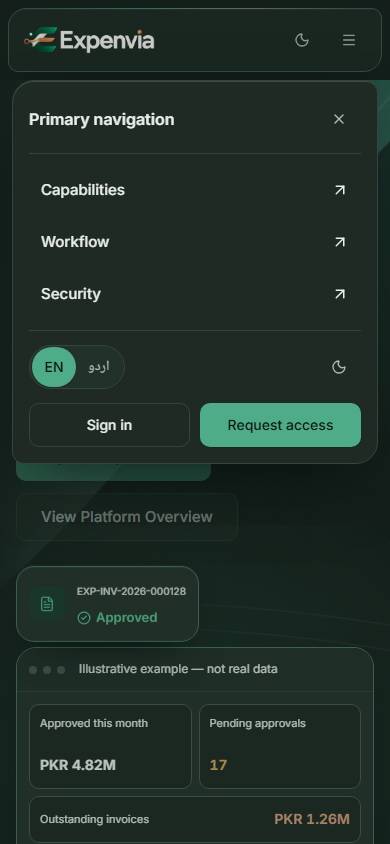 Expenvia
Primary navigation
Capabilities
Workflow
Security
EN اردو
Sign in Request access
View Platform Overview
EXP-INV-2026-000128
Approved
Illustrative example — not real data
Approved this month Pending approvals
PKR 4.82M 17
Outstanding invoices PKR 1.26M